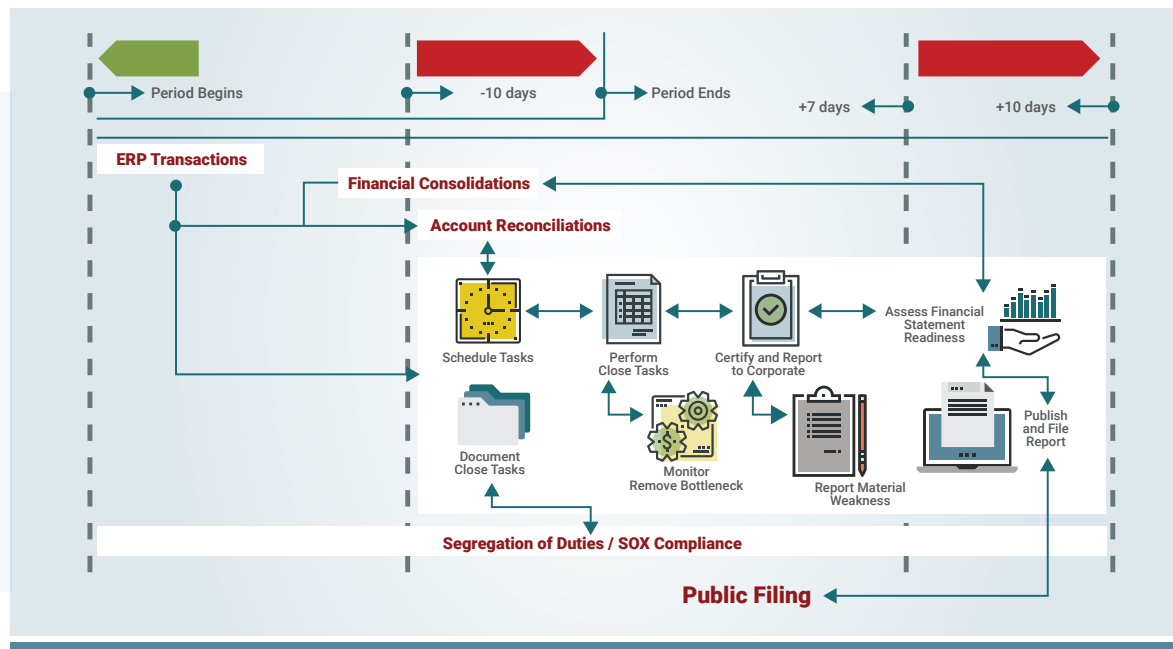 Period Begins
-10 days
Period Ends
+7 days
+10 days
ERP Transactions
Financial Consolidations
Account Reconciliations
Schedule Tasks
Perform
Close Tasks
Certify and Report
to Corporate
Assess Financial
Statement
Readiness
Document
Close Tasks
$
Monitor
Remove Bottleneck
Report Material
Weakness
Publish
and File
Report
Segregation of Duties / SOX Compliance
Public Filing